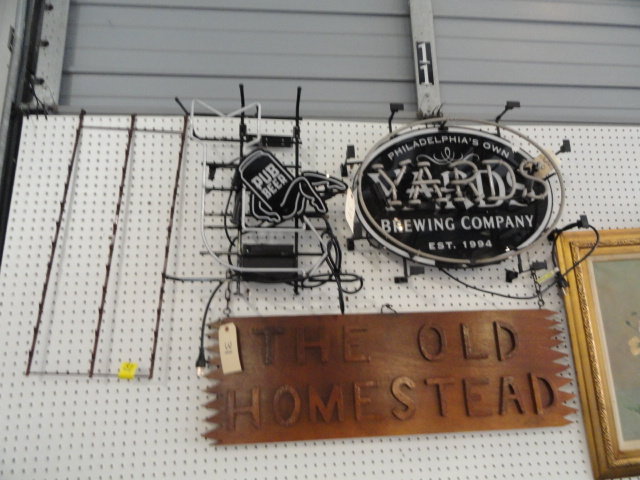 11
PUB
BEER
PHILADELPHIA'S OWN
YARDS
BREWING COMPANY
EST. 1994
THE OLD
HOMESTEAD